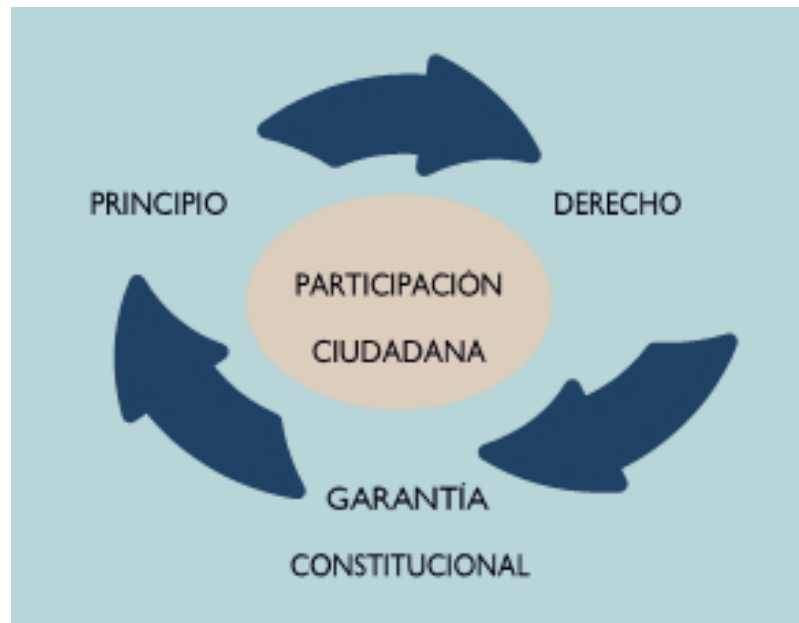 PRINCIPIO
DERECHO
PARTICIPACIÓN
CIUDADANA
GARANTÍA
CONSTITUCIONAL